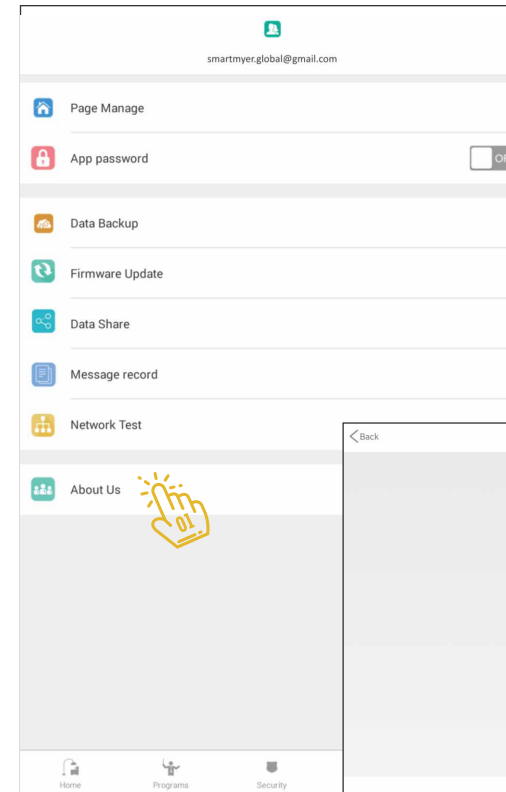 smartmyer.global@gmail.com
Page Manage
App password
Data Backup
Firmware Update
Data Share
Message record
Network Test
Back
About Us
01
Home Programs Security